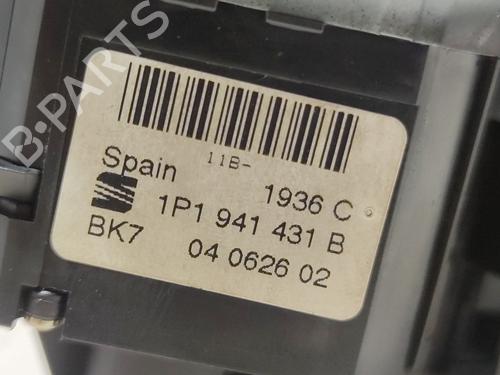 B-PARTS
11B-
Spain 1936 C
1P1 941 431 B
BK7 04 0626 02